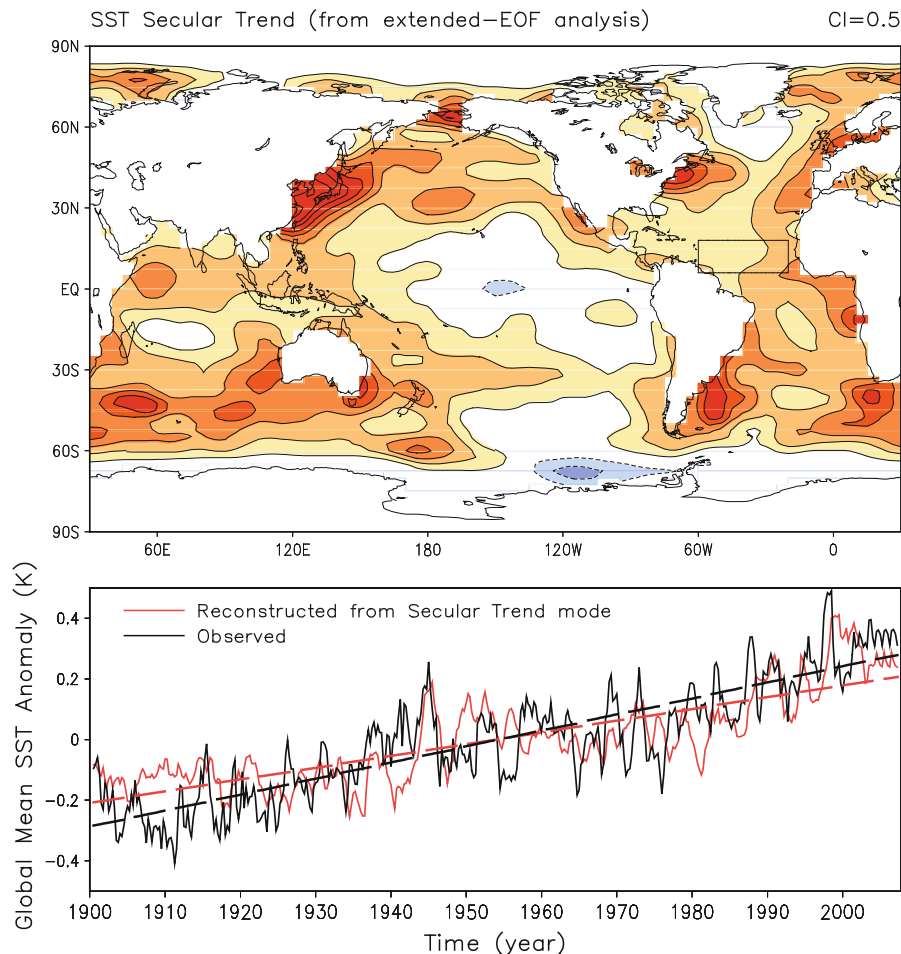 SST Secular Trend (from extended-EOF analysis) CI=0.5
90N
60N
30N
EQ
30S
60S
90S
60E 120E 180 120W 60W 0
Global Mean SST Anomaly (K)
Reconstructed from Secular Trend mode
Observed
0.4
0.2
0
-0.2
-0.4
1900 1910 1920 1930 1940 1950 1960 1970 1980 1990 2000
Time (year)